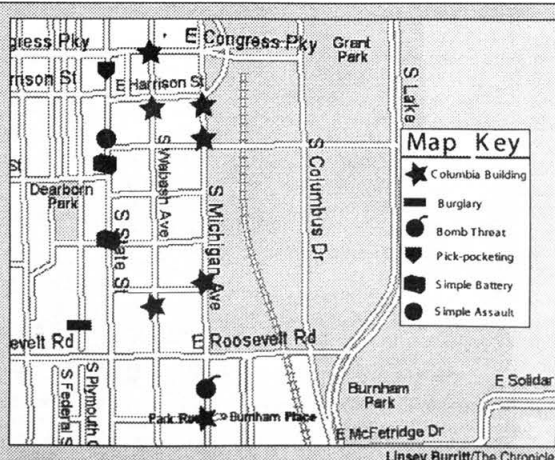 gress Pky
E Congress Pky
Grant
Park
rrison St
E Harrison St
S Lake
St
Dearborn
Park
S State St
S Wabash Ave
S Michigan Ave
S Columbus Dr
Map Key
Columbia Building
Burglary
Bomb Threat
Pick-pocketing
Simple Battery
Simple Assault
evelt Rd
E Roosevelt Rd
S Federal S
S Plymouth C
Burnham
Park
E Solidar
Burnham Place
E McFetridge Dr
Linsey Burritt/The Chronicle